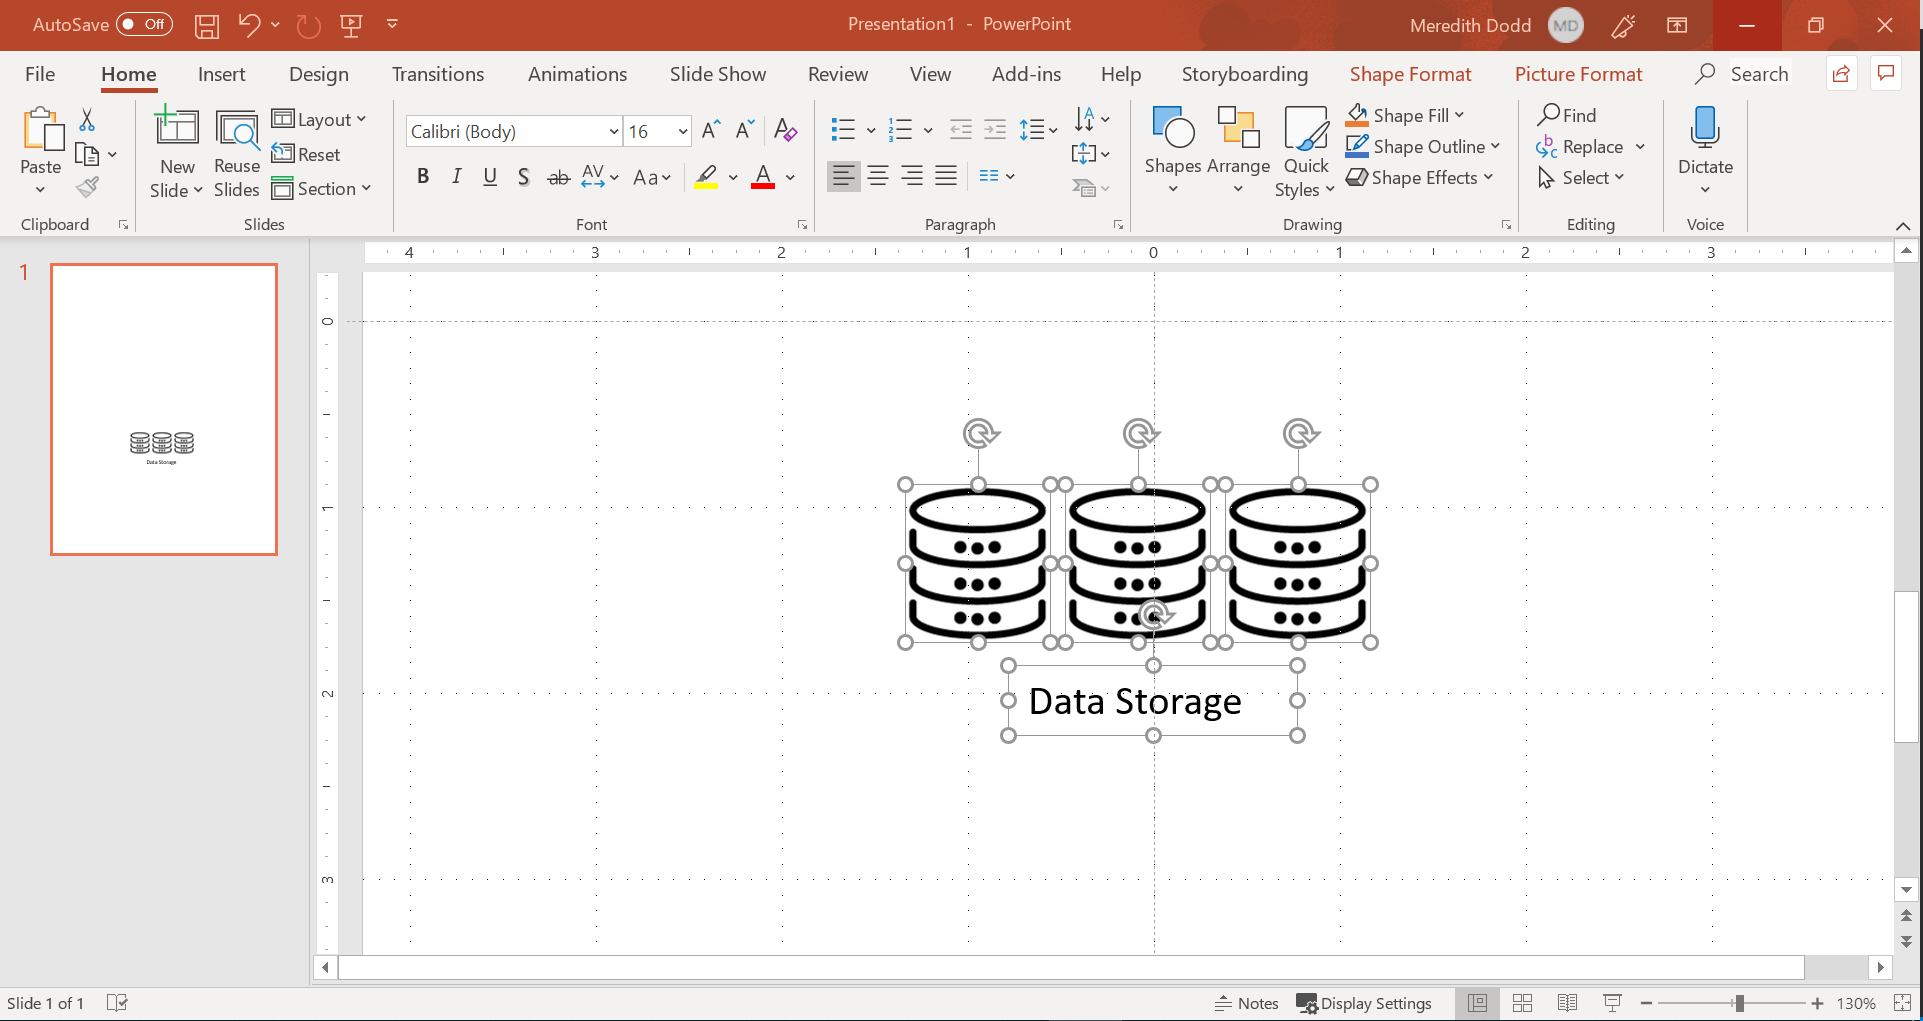 AutoSave Off
Presentation1 - PowerPoint
Meredith Dodd MD
File Home Insert Design Transitions Animations Slide Show Review View Add-ins Help Storyboarding Shape Format Picture Format Search
Paste
New Slide
Reuse Slides
Layout
Reset
Section
Calibri (Body) 16
B I U S ab AV Aa A
Shapes
Arrange
Quick Styles
Shape Fill
Shape Outline
Shape Effects
Find
Replace
Select
Dictate
Clipboard Slides Font Paragraph Drawing Editing Voice
4 3 2 1 0 1 2 3
1
Data Storage
0
1
2
3
Data Storage
Slide 1 of 1
Notes Display Settings 130%